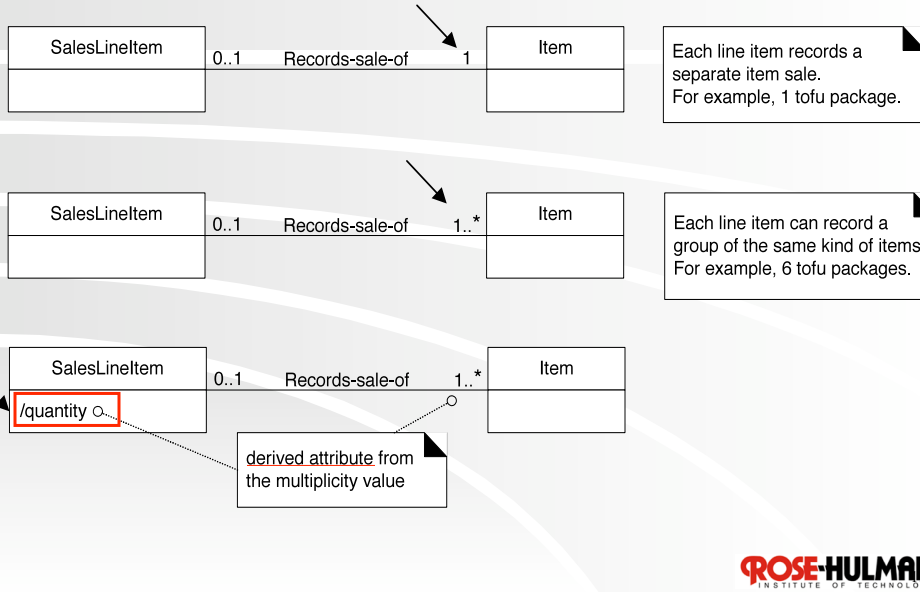 SalesLineItem
0..1 Records-sale-of 1
Item
Each line item records a
separate item sale.
For example, 1 tofu package.
SalesLineItem
0..1 Records-sale-of 1..*
Item
Each line item can record a
group of the same kind of items
For example, 6 tofu packages.
SalesLineItem
0..1 Records-sale-of 1..*
Item
/quantity
derived attribute from
the multiplicity value
ROSE-HULMA
INSTITUTE OF TECHNOLO